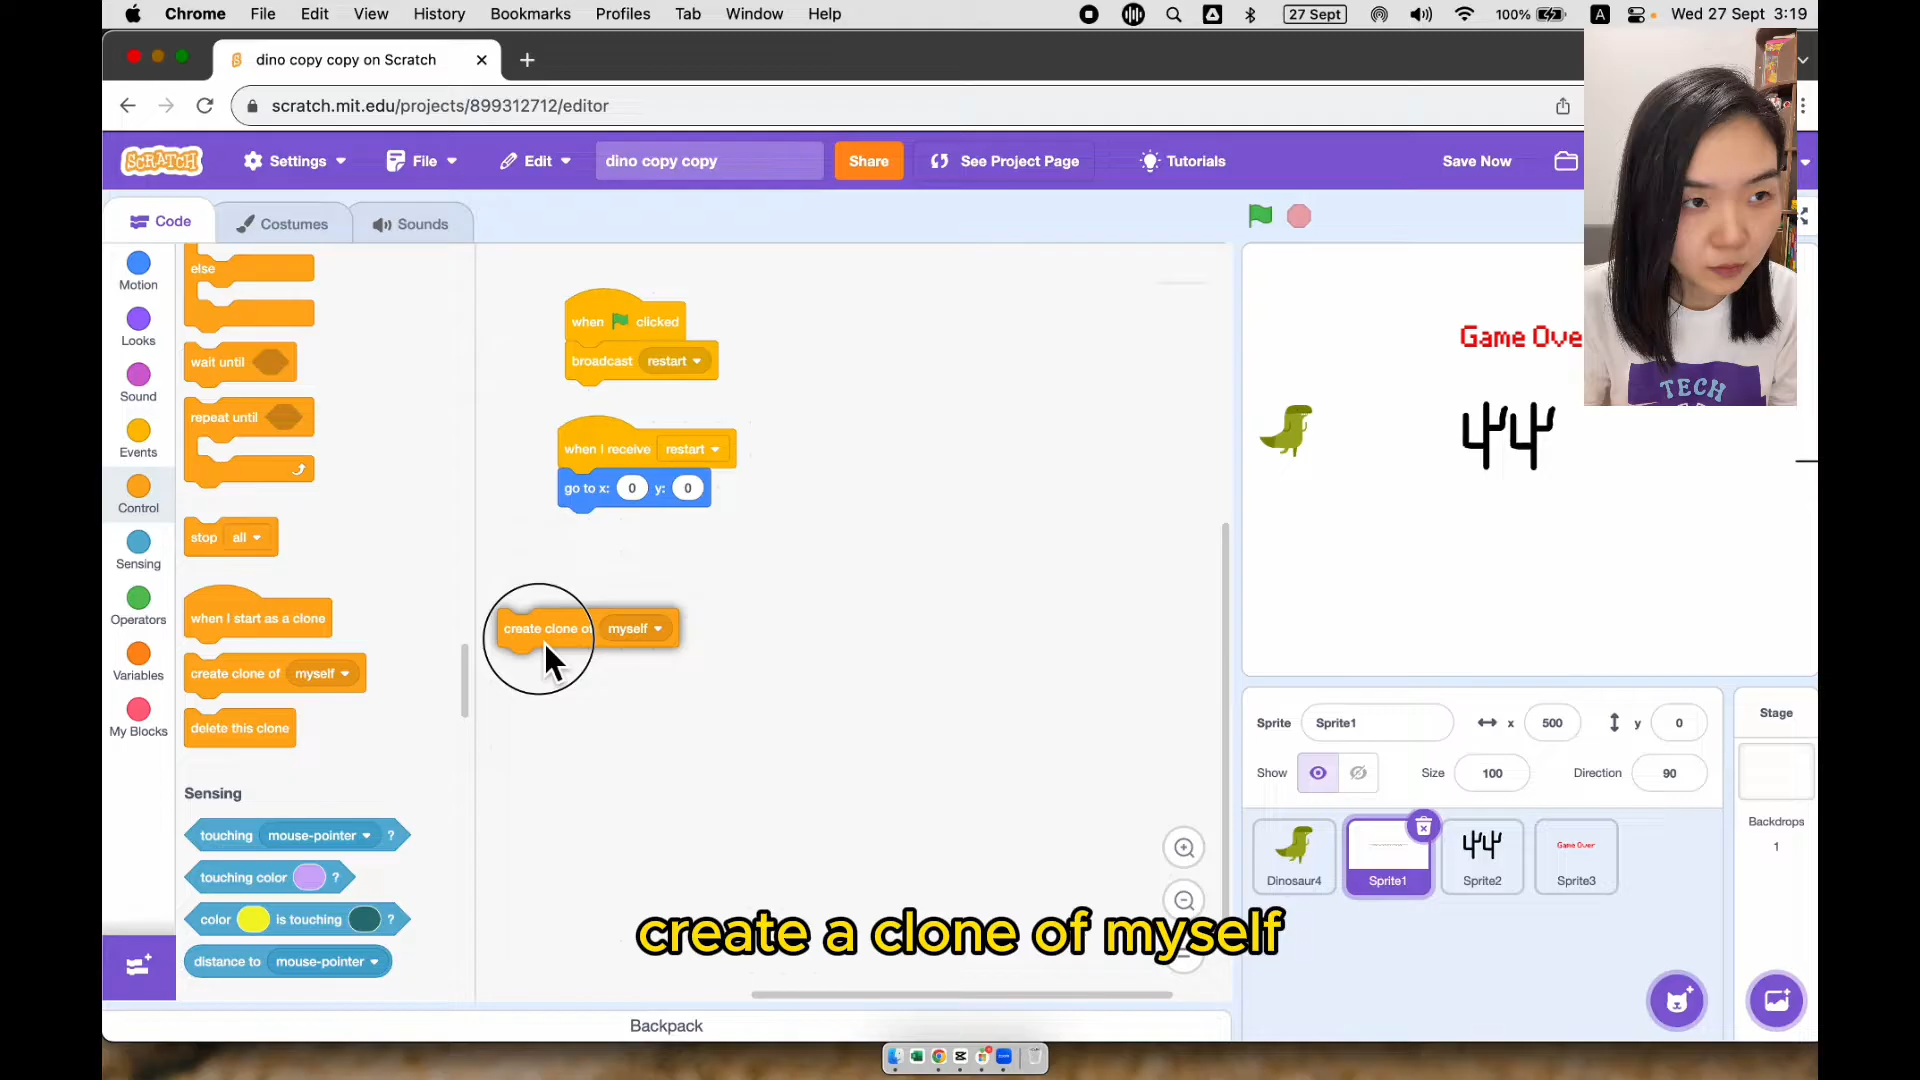 Chrome File Edit View History Bookmarks Profiles Tab Window Help
27 Sept 100% A Wed 27 Sept 3:19
dino copy copy on Scratch
scratch.mit.edu/projects/899312712/editor
SCRATCH Settings File Edit dino copy copy Share See Project Page Tutorials Save Now
Code Costumes Sounds
Motion
Looks
Sound
Events
Control
Sensing
Operators
Variables
My Blocks
else
wait until
repeat until
stop all
when I start as a clone
create clone of myself
delete this clone
Sensing
touching mouse-pointer ?
touching color ?
color is touching ?
distance to mouse-pointer
when clicked
broadcast restart
when I receive restart
go to x: 0 y: 0
create clone of myself
Game Ove
TECH
Sprite Sprite1 x 500 y 0
Show Size 100 Direction 90
Dinosaur4
Sprite1
Sprite2
Game Over
Sprite3
Stage
Backdrops
1
create a clone of myself
Backpack